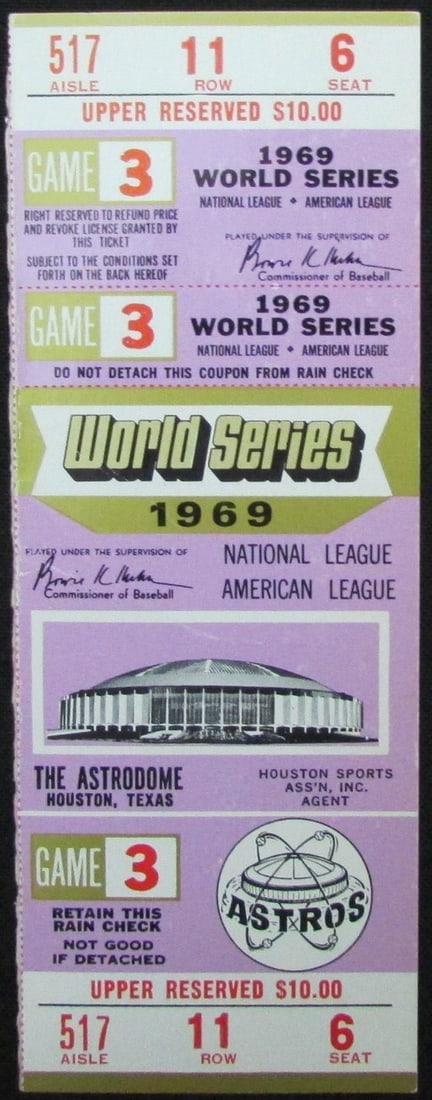 517 11 6
AISLE ROW SEAT
UPPER RESERVED $10.00
GAME 3
RIGHT RESERVED TO REFUND PRICE
AND REVOKE LICENSE GRANTED BY
THIS TICKET
SUBJECT TO THE CONDITIONS SET
FORTH ON THE BACK HEREOF
1969
WORLD SERIES
NATIONAL LEAGUE • AMERICAN LEAGUE
PLAYED UNDER THE SUPERVISION OF
Bowie K Kuhn
Commissioner of Baseball
GAME 3
1969
WORLD SERIES
NATIONAL LEAGUE • AMERICAN LEAGUE
DO NOT DETACH THIS COUPON FROM RAIN CHECK
World Series
1969
PLAYED UNDER THE SUPERVISION OF
Bowie K Kuhn
Commissioner of Baseball
NATIONAL LEAGUE
AMERICAN LEAGUE
THE ASTRODOME
HOUSTON, TEXAS
HOUSTON SPORTS
ASS'N, INC.
AGENT
GAME 3
RETAIN THIS
RAIN CHECK
NOT GOOD
IF DETACHED
ASTROS
UPPER RESERVED $10.00
517 11 6
AISLE ROW SEAT